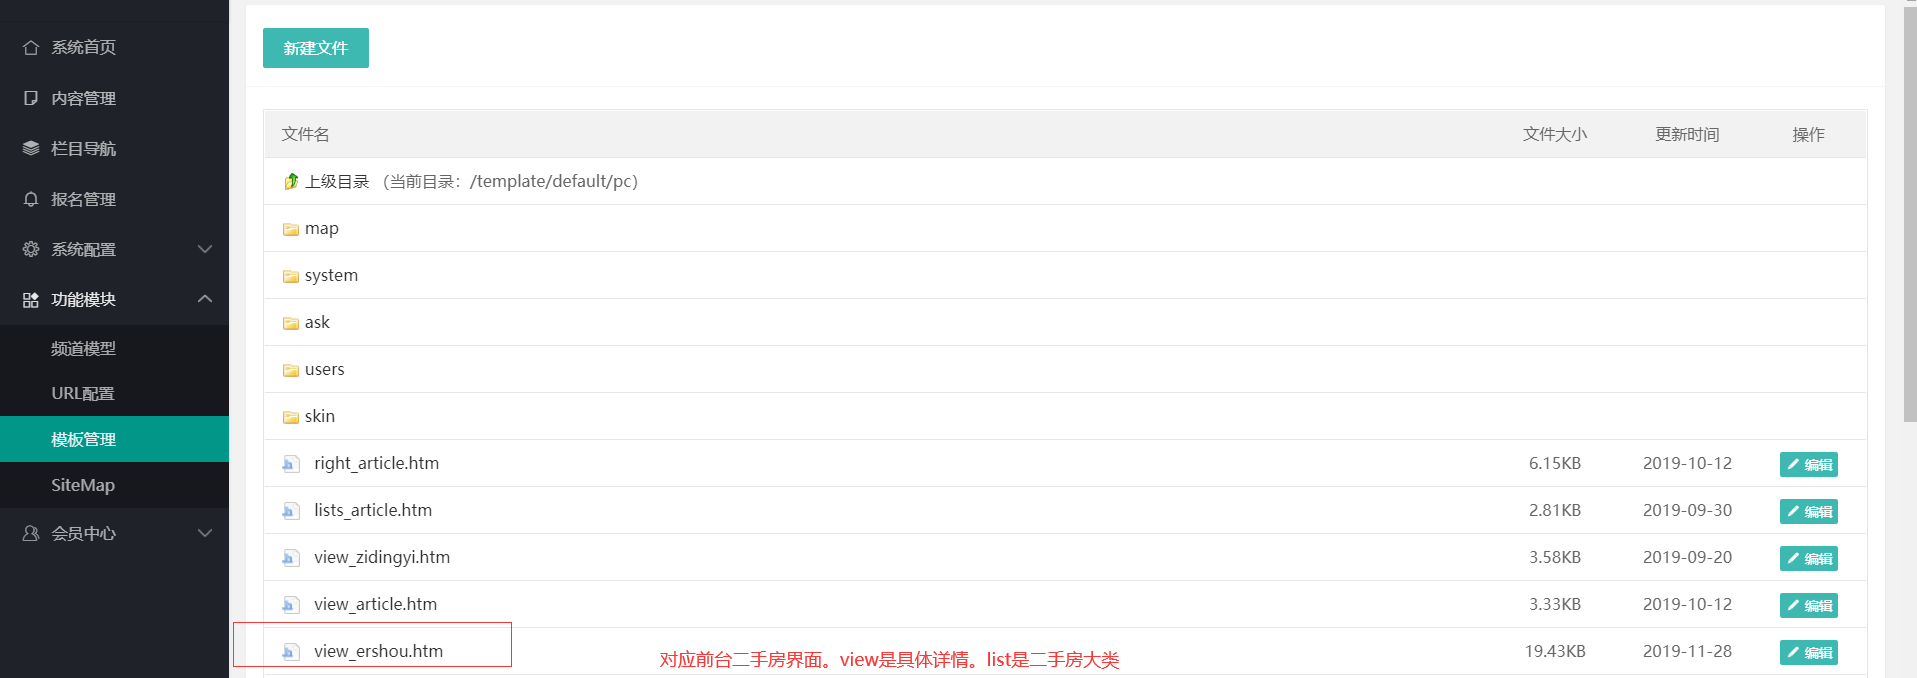 系统首页
内容管理
栏目导航
报名管理
系统配置
功能模块
频道模型
URL配置
模板管理
SiteMap
会员中心
新建文件
文件名 文件大小 更新时间 操作
上级目录 （当前目录：/template/default/pc）
map
system
ask
users
skin
right_article.htm 6.15KB 2019-10-12 编辑
lists_article.htm 2.81KB 2019-09-30 编辑
view_zidingyi.htm 3.58KB 2019-09-20 编辑
view_article.htm 3.33KB 2019-10-12 编辑
view_ershou.htm 19.43KB 2019-11-28 编辑
对应前台二手房界面。view是具体详情。list是二手房大类